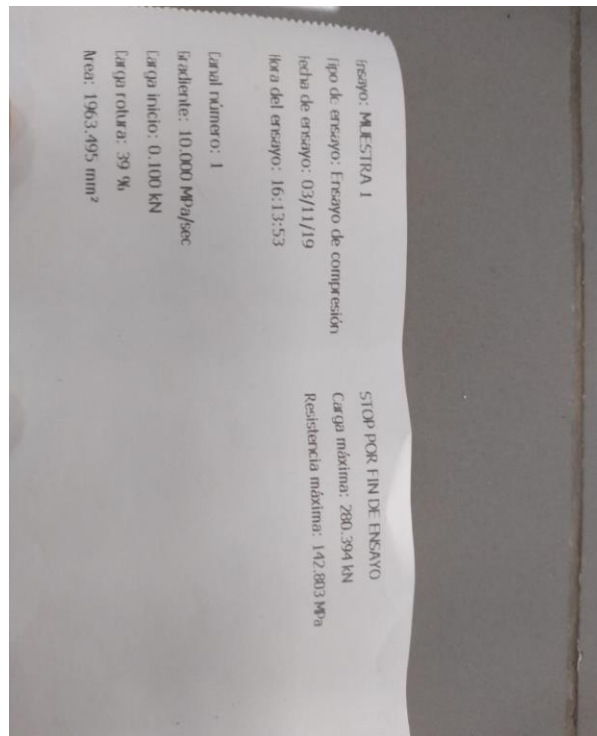 Ensayo: MUESTRA 1
Tipo de ensayo: Ensayo de compresión
Fecha de ensayo: 03/11/19
Hora del ensayo: 16:13:53
Canal número: 1
Gradiente: 10.000 MPa/sec
Carga inicio: 0.100 kN
Carga rotura: 39 %
Area: 1963.495 mm²
STOP POR FIN DE ENSAYO
Carga máxima: 280.394 kN
Resistencia máxima: 142.803 MPa